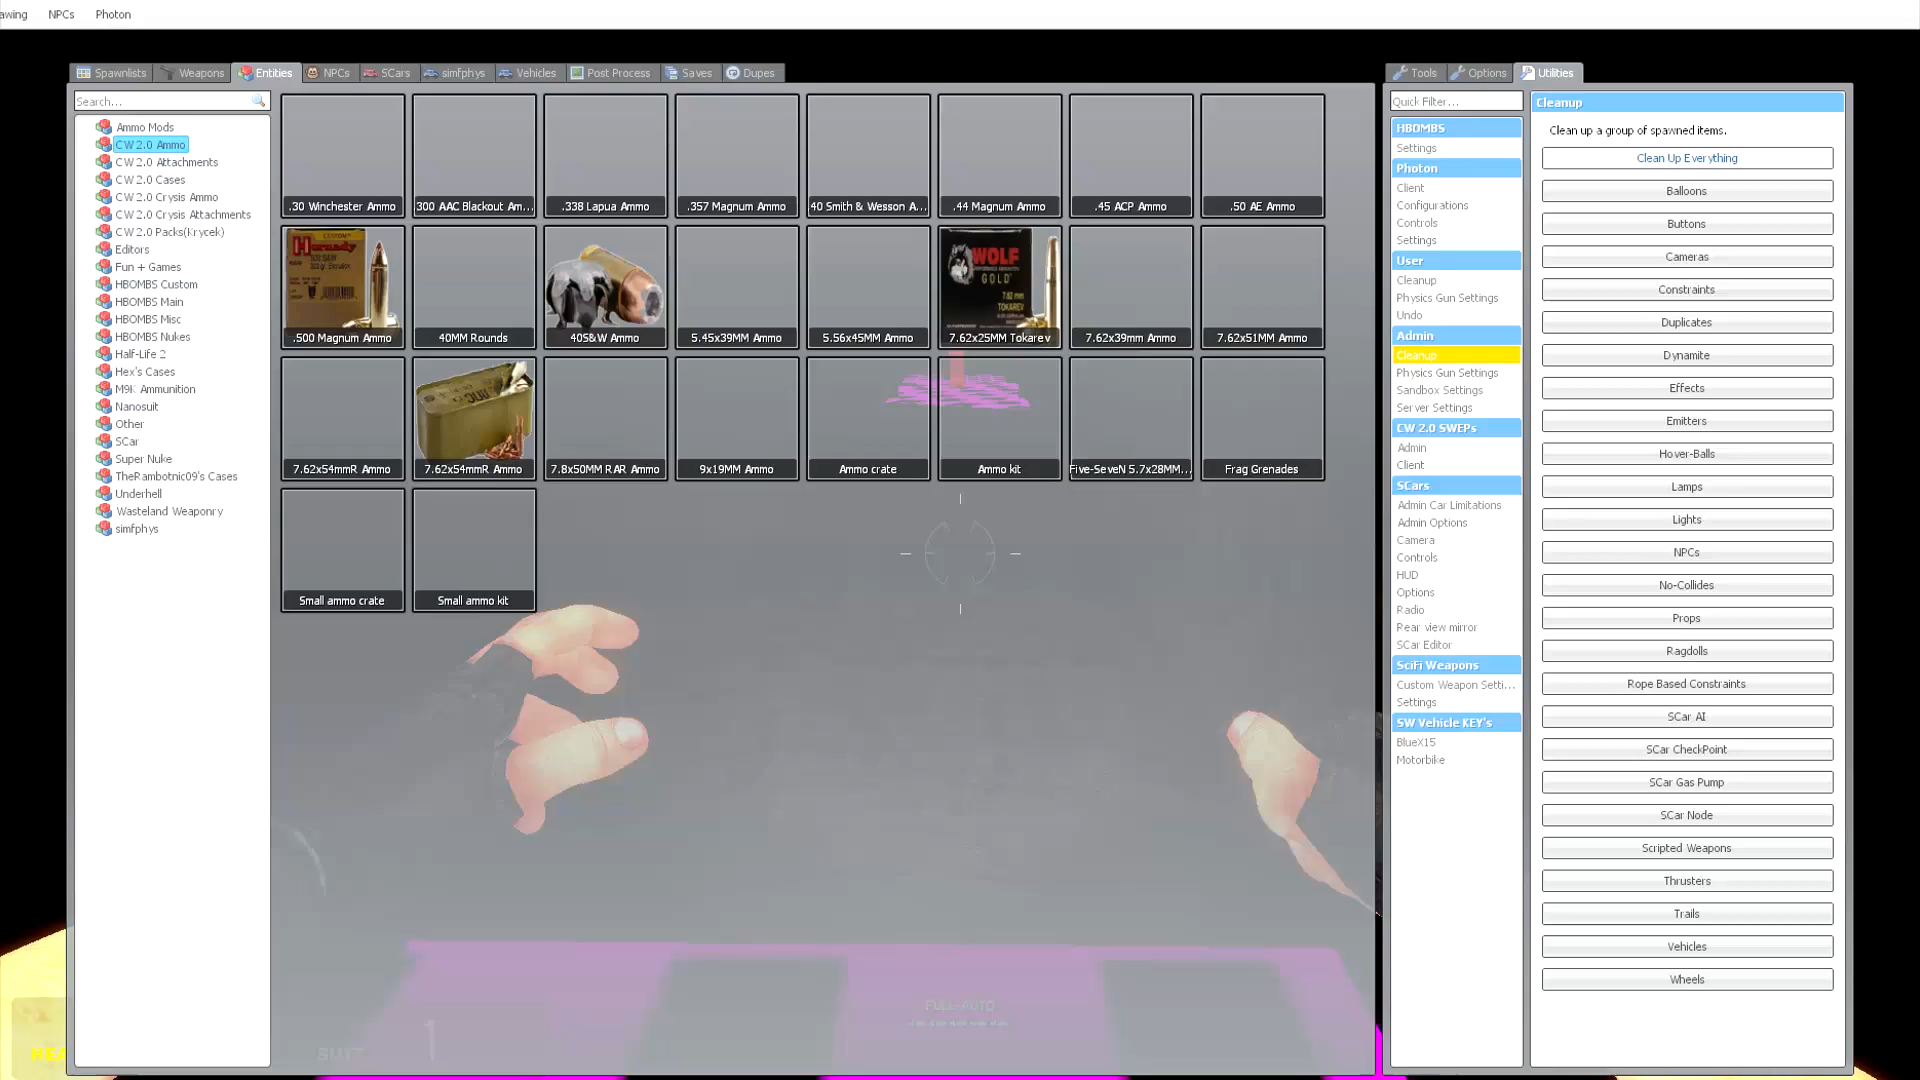 awing NPCs Photon
Spawnlists Weapons Entities NPCs SCars simfphys Vehicles Post Process Saves Dupes
Tools Options Utilities
Search...
Ammo Mods
CW 2.0 Ammo
CW 2.0 Attachments
CW 2.0 Cases
CW 2.0 Crysis Ammo
CW 2.0 Crysis Attachments
CW 2.0 Packs(Krycek)
Editors
Fun + Games
HBOMBS Custom
HBOMBS Main
HBOMBS Misc
HBOMBS Nukes
Half-Life 2
Hex's Cases
M9K Ammunition
Nanosuit
Other
SCar
Super Nuke
TheRambotnic09's Cases
Underhell
Wasteland Weaponry
simfphys
.30 Winchester Ammo
300 AAC Blackout Am...
.338 Lapua Ammo
.357 Magnum Ammo
40 Smith & Wesson A...
.44 Magnum Ammo
.45 ACP Ammo
.50 AE Ammo
Hornady
.500 Magnum Ammo
40MM Rounds
40S&W Ammo
5.45x39MM Ammo
5.56x45MM Ammo
WOLF
GOLD
7.62x25MM Tokarev
7.62x39mm Ammo
7.62x51MM Ammo
7.62x54mmR Ammo
7.62x54mmR Ammo
7.8x50MM RAR Ammo
9x19MM Ammo
Ammo crate
Ammo kit
Five-SeveN 5.7x28MM...
Frag Grenades
Small ammo crate
Small ammo kit
FULL-AUTO
SUIT
HEA
Quick Filter...
HBOMBS
Settings
Photon
Client
Configurations
Controls
Settings
User
Cleanup
Physics Gun Settings
Undo
Admin
Cleanup
Physics Gun Settings
Sandbox Settings
Server Settings
CW 2.0 SWEPs
Admin
Client
SCars
Admin Car Limitations
Admin Options
Camera
Controls
HUD
Options
Radio
Rear view mirror
SCar Editor
SciFi Weapons
Custom Weapon Setti...
Settings
SW Vehicle KEY's
BlueX15
Motorbike
Cleanup
Clean up a group of spawned items.
Clean Up Everything
Balloons
Buttons
Cameras
Constraints
Duplicates
Dynamite
Effects
Emitters
Hover-Balls
Lamps
Lights
NPCs
No-Collides
Props
Ragdolls
Rope Based Constraints
SCar AI
SCar CheckPoint
SCar Gas Pump
SCar Node
Scripted Weapons
Thrusters
Trails
Vehicles
Wheels